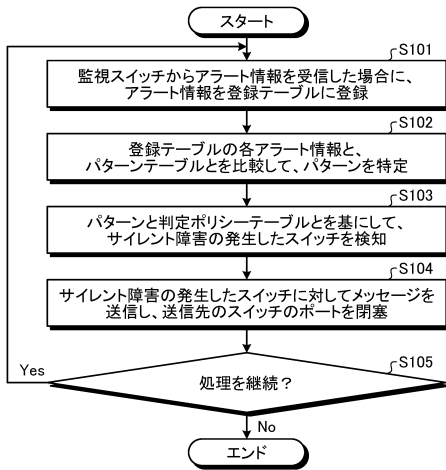 スタート
S101
監視スイッチからアラート情報を受信した場合に、
アラート情報を登録テーブルに登録
S102
登録テーブルの各アラート情報と、
パターンテーブルとを比較して、パターンを特定
S103
パターンと判定ポリシーテーブルとを基にして、
サイレント障害の発生したスイッチを検知
S104
サイレント障害の発生したスイッチに対してメッセージを
送信し、送信先のスイッチのポートを閉塞
S105
Yes
処理を継続？
No
エンド